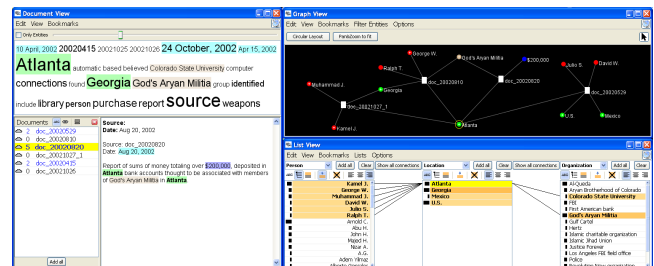 Document View
Edit View Bookmarks
Only Entities
10 April, 2002 20020415 20021025 20021026 24 October, 2002 Apr 15, 2002
Atlanta automatic based believed Colorado State University computer
connections found Georgia God's Aryan Militia group identified
include library person purchase report source weapons
Documents
2 doc_20020529
0 doc_20020810
5 doc_20020820
0 doc_20021027_1
2 doc_20020415
0 doc_20021026
Add all
Source:
Date: Aug 20, 2002
Source: doc_20020820
Date: Aug 20, 2002
Report of sums of money totaling over $200,000, deposited in
Atlanta bank accounts thought to be associated with members
of God's Aryan Militia in Atlanta.
Graph View
Edit View Bookmarks Filter Entities Options
Circular Layout Pan&Zoom to fit
George W.
God's Aryan Militia
$200,000
Julio S.
David W.
Ralph T.
doc_20020810
doc_20020820
Muhammad J.
Georgia
doc_20020529
doc_20021027_1
Atlanta
U.S
Mexico
Kamel J.
List View
Edit View Bookmarks Lists Options
Person Add all Clear Show all connections Location Add all Clear Show all connections Organization Add all Clear
Kamel J.
George W.
Muhammad J.
David W.
Julio S.
Ralph T.
Arnold C.
Abu H.
John H.
Majed H.
Nsar A.
A.G.
Adem Yilmaz
Atlanta
Georgia
Mexico
U.S.
Al-Queda
Aryan Brotherhood of Colorado
Colorado State University
FBI
First American bank
God's Aryan Militia
Gulf Cartel
Hertz
Islamic charitable organization
Islamic Jihad Union
Justice Forever
Los Angeles FBI field office
Police